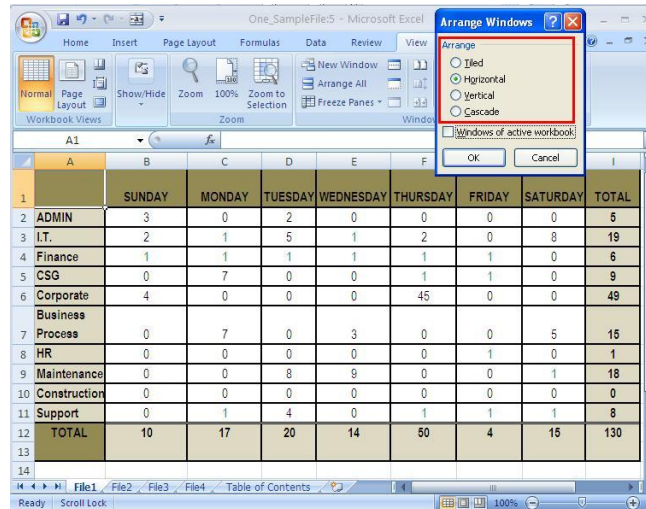 One_SampleFile:5 - Microsoft Excel
Home Insert Page Layout Formulas Data Review View
Normal Page Layout Show/Hide Zoom 100% Zoom to Selection New Window Arrange All Freeze Panes
Workbook Views Zoom Window
Arrange Windows
Arrange
Tiled
Horizontal
Vertical
Cascade
Windows of active workbook
OK Cancel
A1 fx
A B C D E F I
1 SUNDAY MONDAY TUESDAY WEDNESDAY THURSDAY FRIDAY SATURDAY TOTAL
2 ADMIN 3 0 2 0 0 0 0 5
3 I.T. 2 1 5 1 2 0 8 19
4 Finance 1 1 1 1 1 1 0 6
5 CSG 0 7 0 0 1 1 0 9
6 Corporate 4 0 0 0 45 0 0 49
Business
7 Process 0 7 0 3 0 0 5 15
8 HR 0 0 0 0 0 1 0 1
9 Maintenance 0 0 8 9 0 0 1 18
10 Construction 0 0 0 0 0 0 0 0
11 Support 0 1 4 0 1 1 1 8
12 TOTAL 10 17 20 14 50 4 15 130
13
14
File1 File2 File3 File4 Table of Contents
Ready Scroll Lock 100%